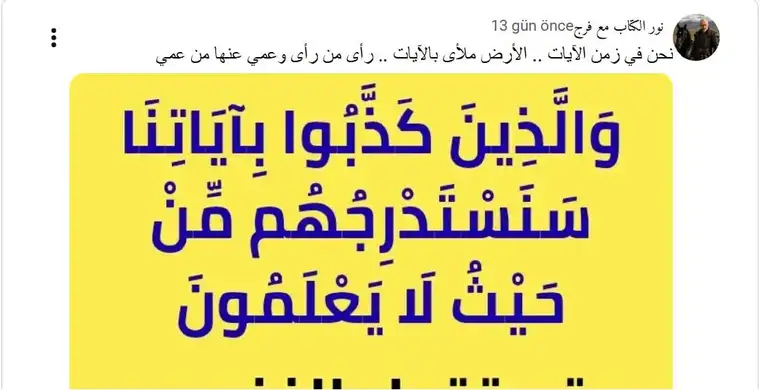 نور الكتاب مع فرج 13 gün önce
نحن في زمن الآيات .. الأرض ملأى بالآيات .. رأى من رأى وعمي عنها من عمي
وَالَّذِينَ كَذَّبُوا بِآيَاتِنَا
سَنَسْتَدْرِجُهُم مِّنْ
حَيْثُ لَا يَعْلَمُونَ